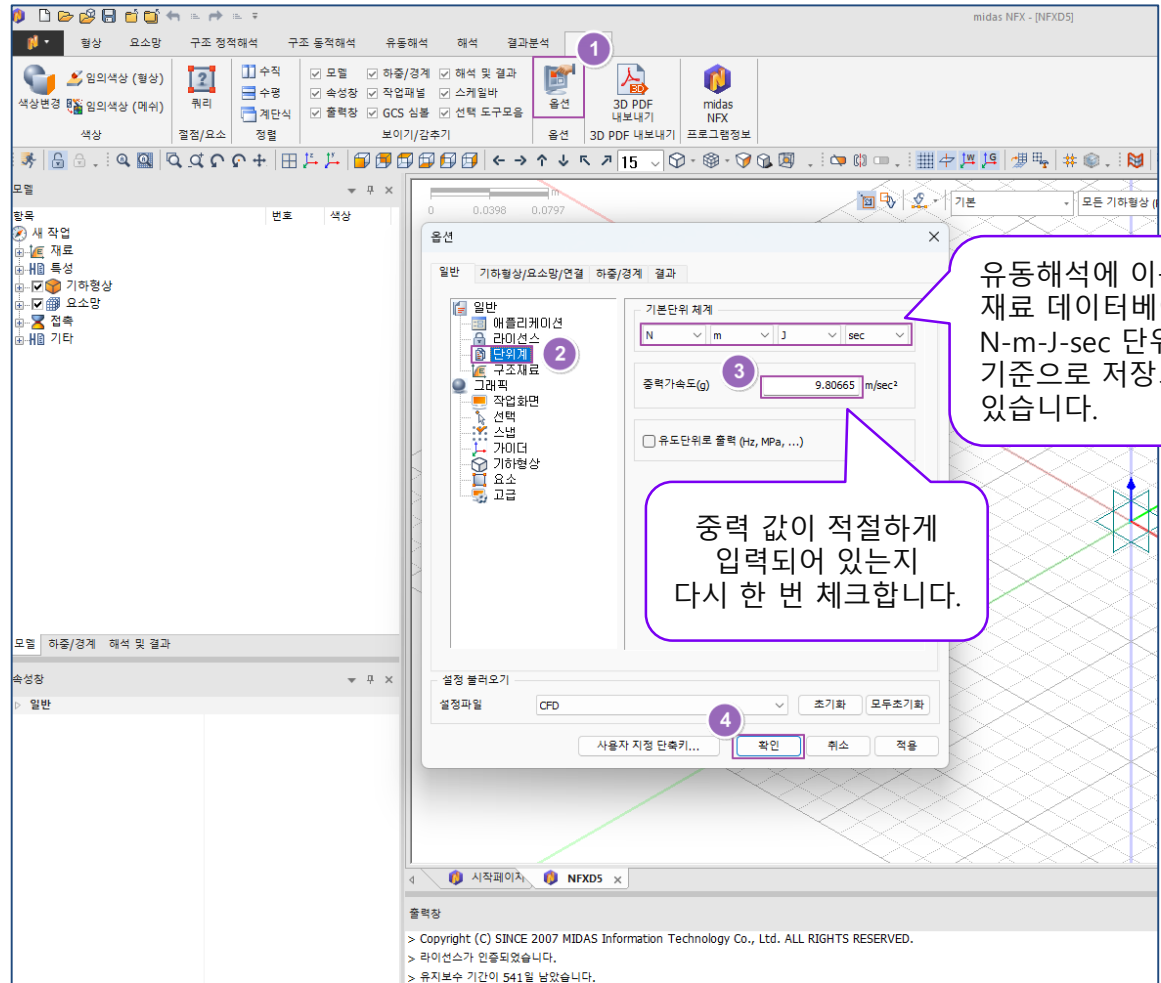 midas NFX - [NFXD5]
형상 요소망 구조 정적해석 구조 동적해석 유동해석 해석 결과분석
1
색상변경
임의색상 (형상)
임의색상 (메쉬)
색상
쿼리
절점/요소
수직
수평
계단식
정렬
모델 하중/경계 해석 및 결과
속성창 작업패널 스케일바
출력창 GCS 심볼 선택 도구모음
보이기/감추기
옵션
옵션
3D PDF
내보내기
3D PDF 내보내기
midas
NFX
프로그램정보
15
모델
항목 번호 색상
새 작업
재료
특성
기하형상
요소망
접촉
기타
모델 하중/경계 해석 및 결과
속성창
일반
m
0 0.0398 0.0797
기본
모든 기하형상
옵션
일반 기하형상/요소망/연결 하중/경계 결과
일반
애플리케이션
라이선스
단위계
2
구조재료
그래픽
작업화면
선택
스냅
가이더
기하형상
요소
고급
기본단위 체계
N m J sec
3
중력가속도(g) 9.80665 m/sec²
유도단위로 출력 (Hz, MPa, ...)
유동해석에
재료
N-m-J-sec
기준으로
있습니다.
중력 값이 적절하게
입력되어 있는지
다시 한 번 체크합니다.
설정 불러오기
설정파일 CFD 초기화 모두초기화
4
사용자 지정 단축키... 확인 취소 적용
시작페이지 NFXD5
출력창
> Copyright (C) SINCE 2007 MIDAS Information Technology Co., Ltd. ALL RIGHTS RESERVED.
> 라이선스가 인증되었습니다.
> 유지보수 기간이 541일 남았습니다.